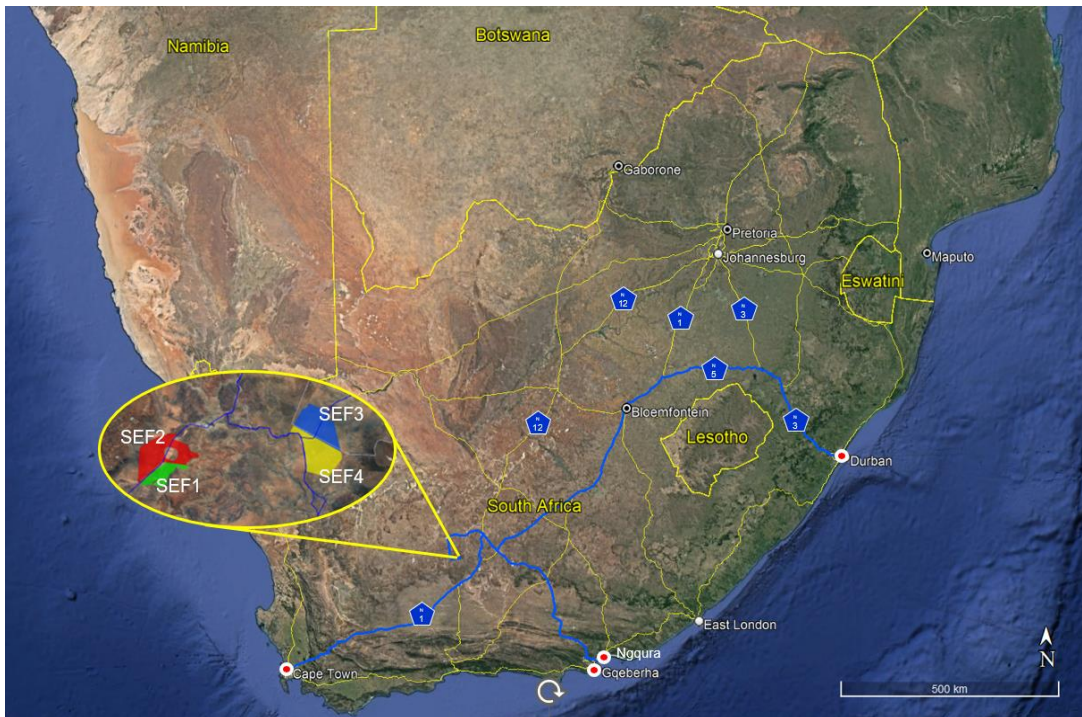 Botswana
Namibia
Gaborone
Pretoria
Johannesburg
Maputo
Eswatini
N
12
N
1
N
3
N
5
Bloemfontein
N
12
N
3
Lesotho
Durban
SEF3
SEF2
SEF4
SEF1
South Africa
N
1
East London
Ngqura
Gqeberha
Cape Town
N
500 km